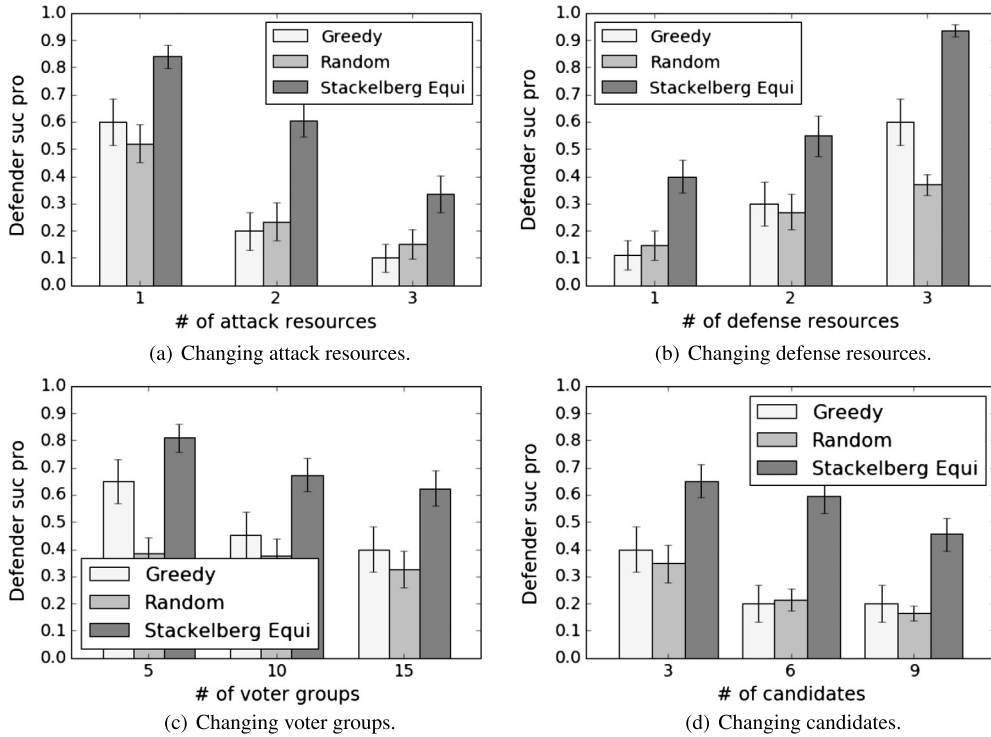 1.0
0.9
0.8
0.7
0.6
0.5
0.4
0.3
0.2
0.1
0.0
Defender suc pro
Greedy
Random
Stackelberg Equi
1 2 3
# of attack resources
(a) Changing attack resources.
1.0
0.9
0.8
0.7
0.6
0.5
0.4
0.3
0.2
0.1
0.0
Defender suc pro
Greedy
Random
Stackelberg Equi
1 2 3
# of defense resources
(b) Changing defense resources.
1.0
0.9
0.8
0.7
0.6
0.5
0.4
0.3
0.2
0.1
0.0
Defender suc pro
Greedy
Random
Stackelberg Equi
5 10 15
# of voter groups
(c) Changing voter groups.
1.0
0.9
0.8
0.7
0.6
0.5
0.4
0.3
0.2
0.1
0.0
Defender suc pro
Greedy
Random
Stackelberg Equi
3 6 9
# of candidates
(d) Changing candidates.